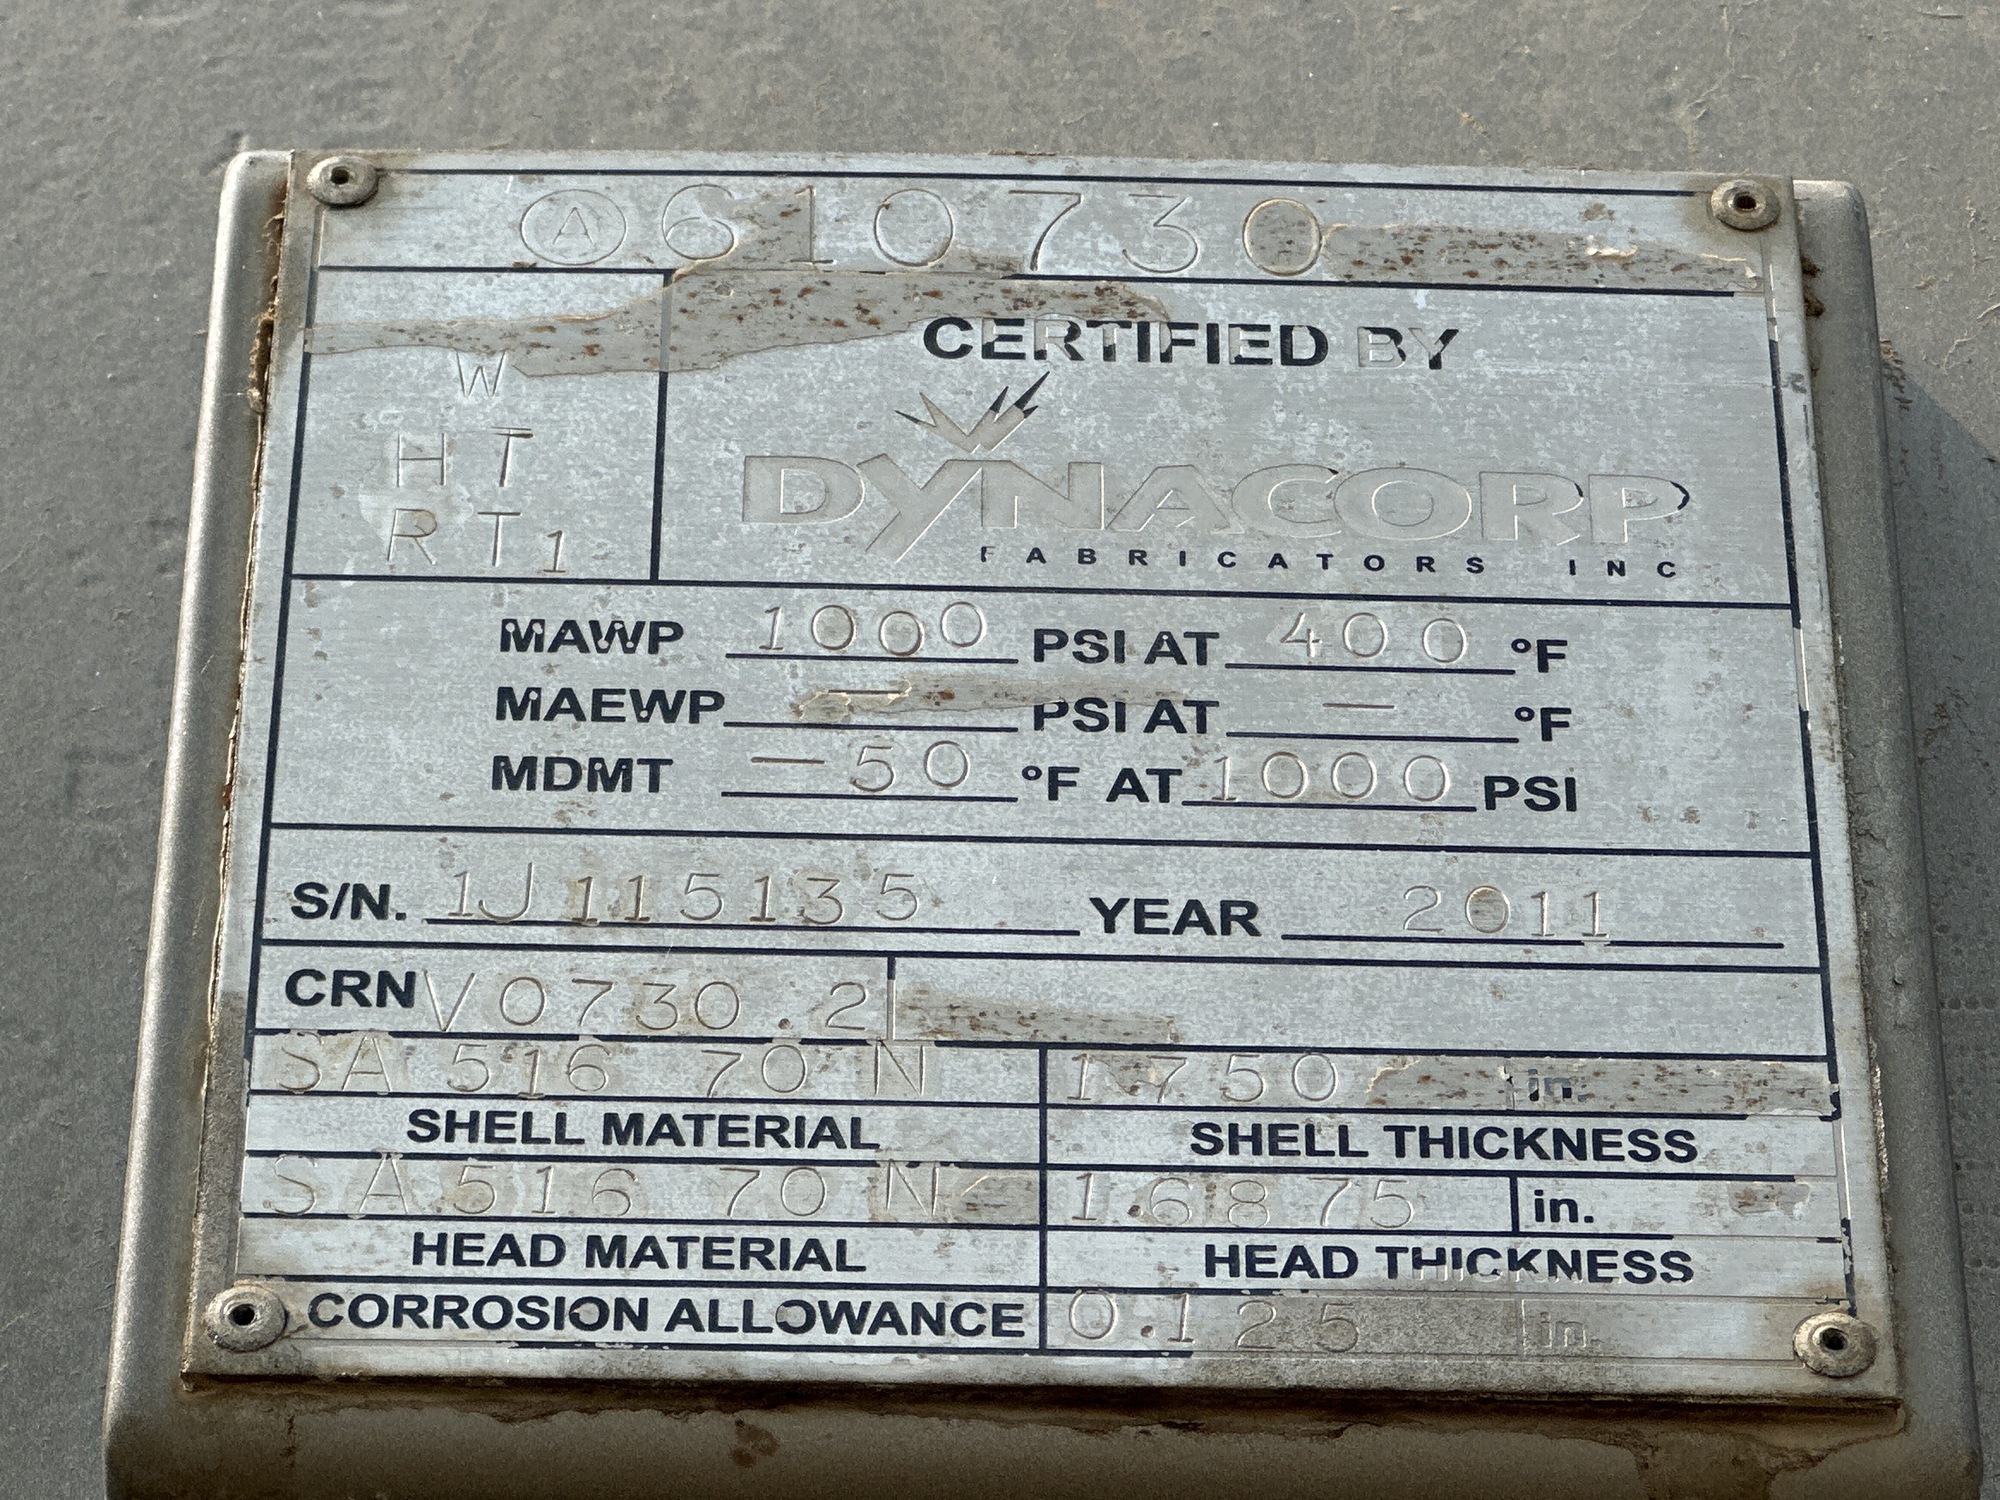 Ⓐ 610730
W
HT
RT1
CERTIFIED BY
DYNACORP
FABRICATORS INC
MAWP 1000 PSI AT 400 °F
MAEWP — PSI AT — °F
MDMT -50 °F AT 1000 PSI
S/N. 1J115135 YEAR 2011
CRN V0730.21
SA 516 70 N 1.750 in.
SHELL MATERIAL SHELL THICKNESS
SA 516 70 N 1.6875 in.
HEAD MATERIAL HEAD THICKNESS
CORROSION ALLOWANCE 0.125 in.